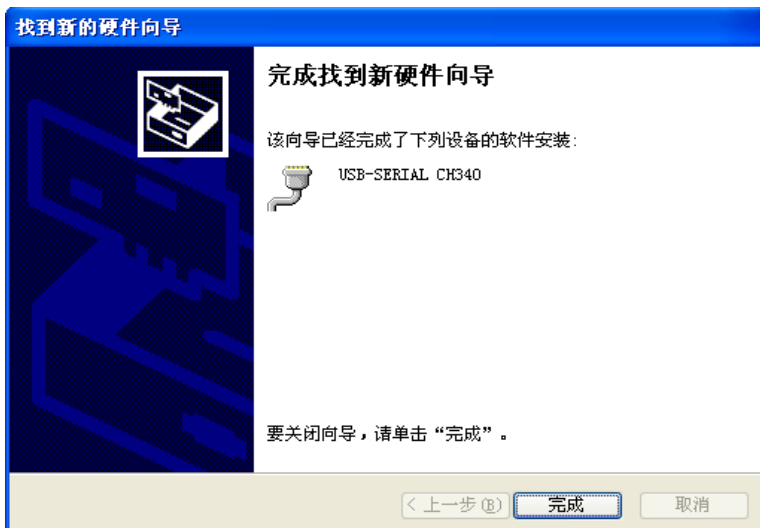 找到新的硬件向导
完成找到新硬件向导
该向导已经完成了下列设备的软件安装:
USB-SERIAL CH340
要关闭向导，请单击“完成”。
< 上一步(B)
完成
取消